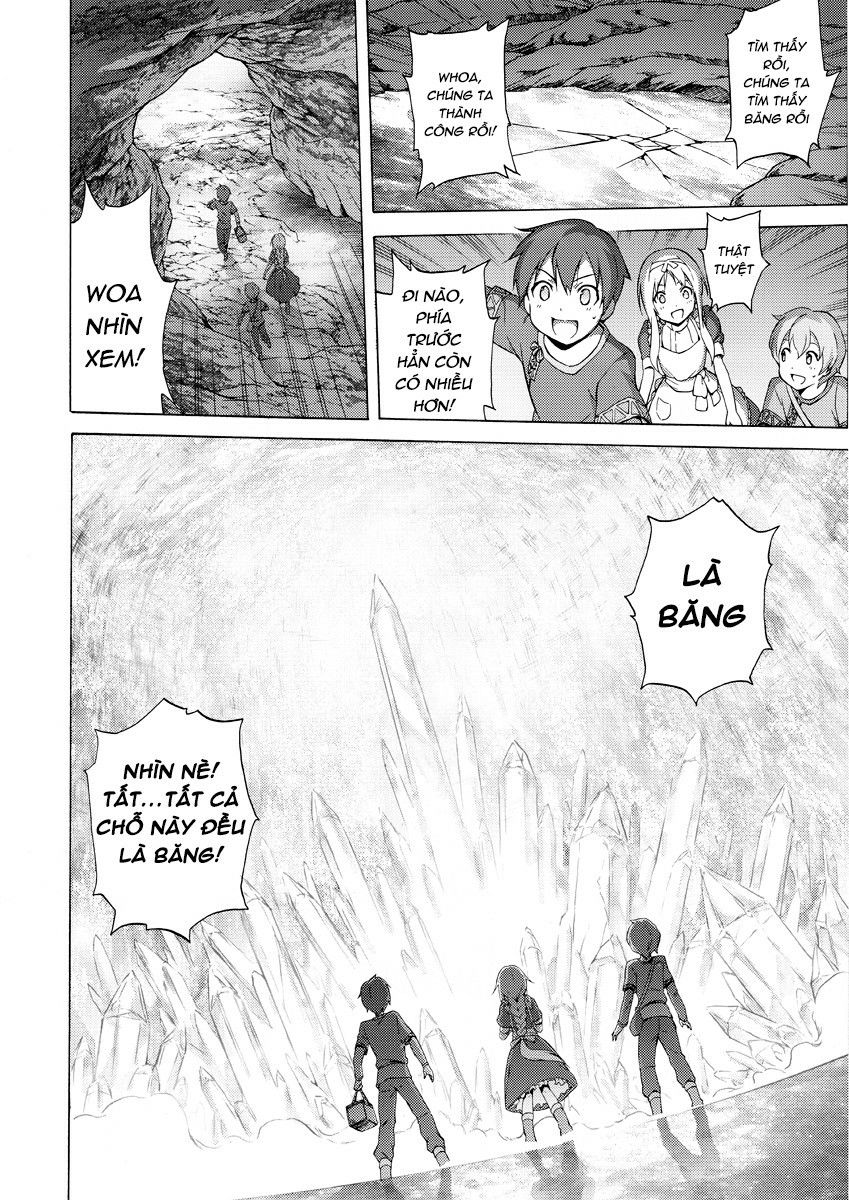 TÌM THẤY
RỒI,
CHÚNG TA
TÌM THẤY
BĂNG RỒI
WHOA,
CHÚNG TA
THÀNH
CÔNG RỒI!
THẬT
TUYỆT
ĐI NÀO,
PHÍA
TRƯỚC
HẲN CÒN
CÓ NHIỀU
HƠN!
WOA
NHÌN
XEM!
LÀ
BĂNG
NHÌN NÈ!
TẤT...TẤT CẢ
CHỖ NÀY ĐỀU
LÀ BĂNG!